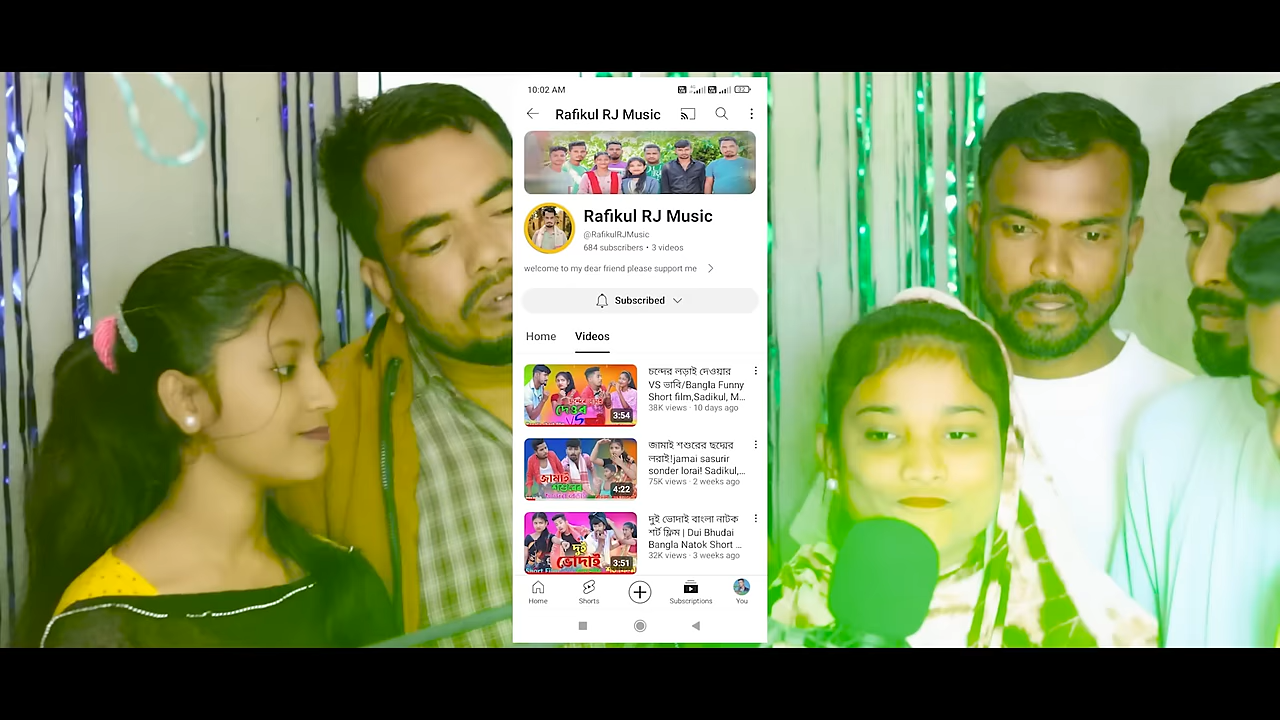 10:02 AM
Rafikul RJ Music
Rafikul RJ Music
@RafikulRJMusic
684 subscribers • 3 videos
welcome to my dear friend please support me
Subscribed
Home Videos
চন্দের লড়াই দেওয়ার
VS ভাবি/Bangla Funny
Short film,Sadikul, M...
38K views · 10 days ago
দেওর
VS
3:54
জামাই শশুরের ছন্দ্বের
লরাই!jamai sasurir
sonder lorai! Sadikul,...
75K views · 2 weeks ago
জামাই
4:22
দুই ভোদাই বাংলা নাটক
শর্ট ফ্লিম | Dui Bhudai
Bangla Natok Short ...
32K views · 3 weeks ago
দুই
ভোদাই
3:51
Home Shorts Subscriptions You